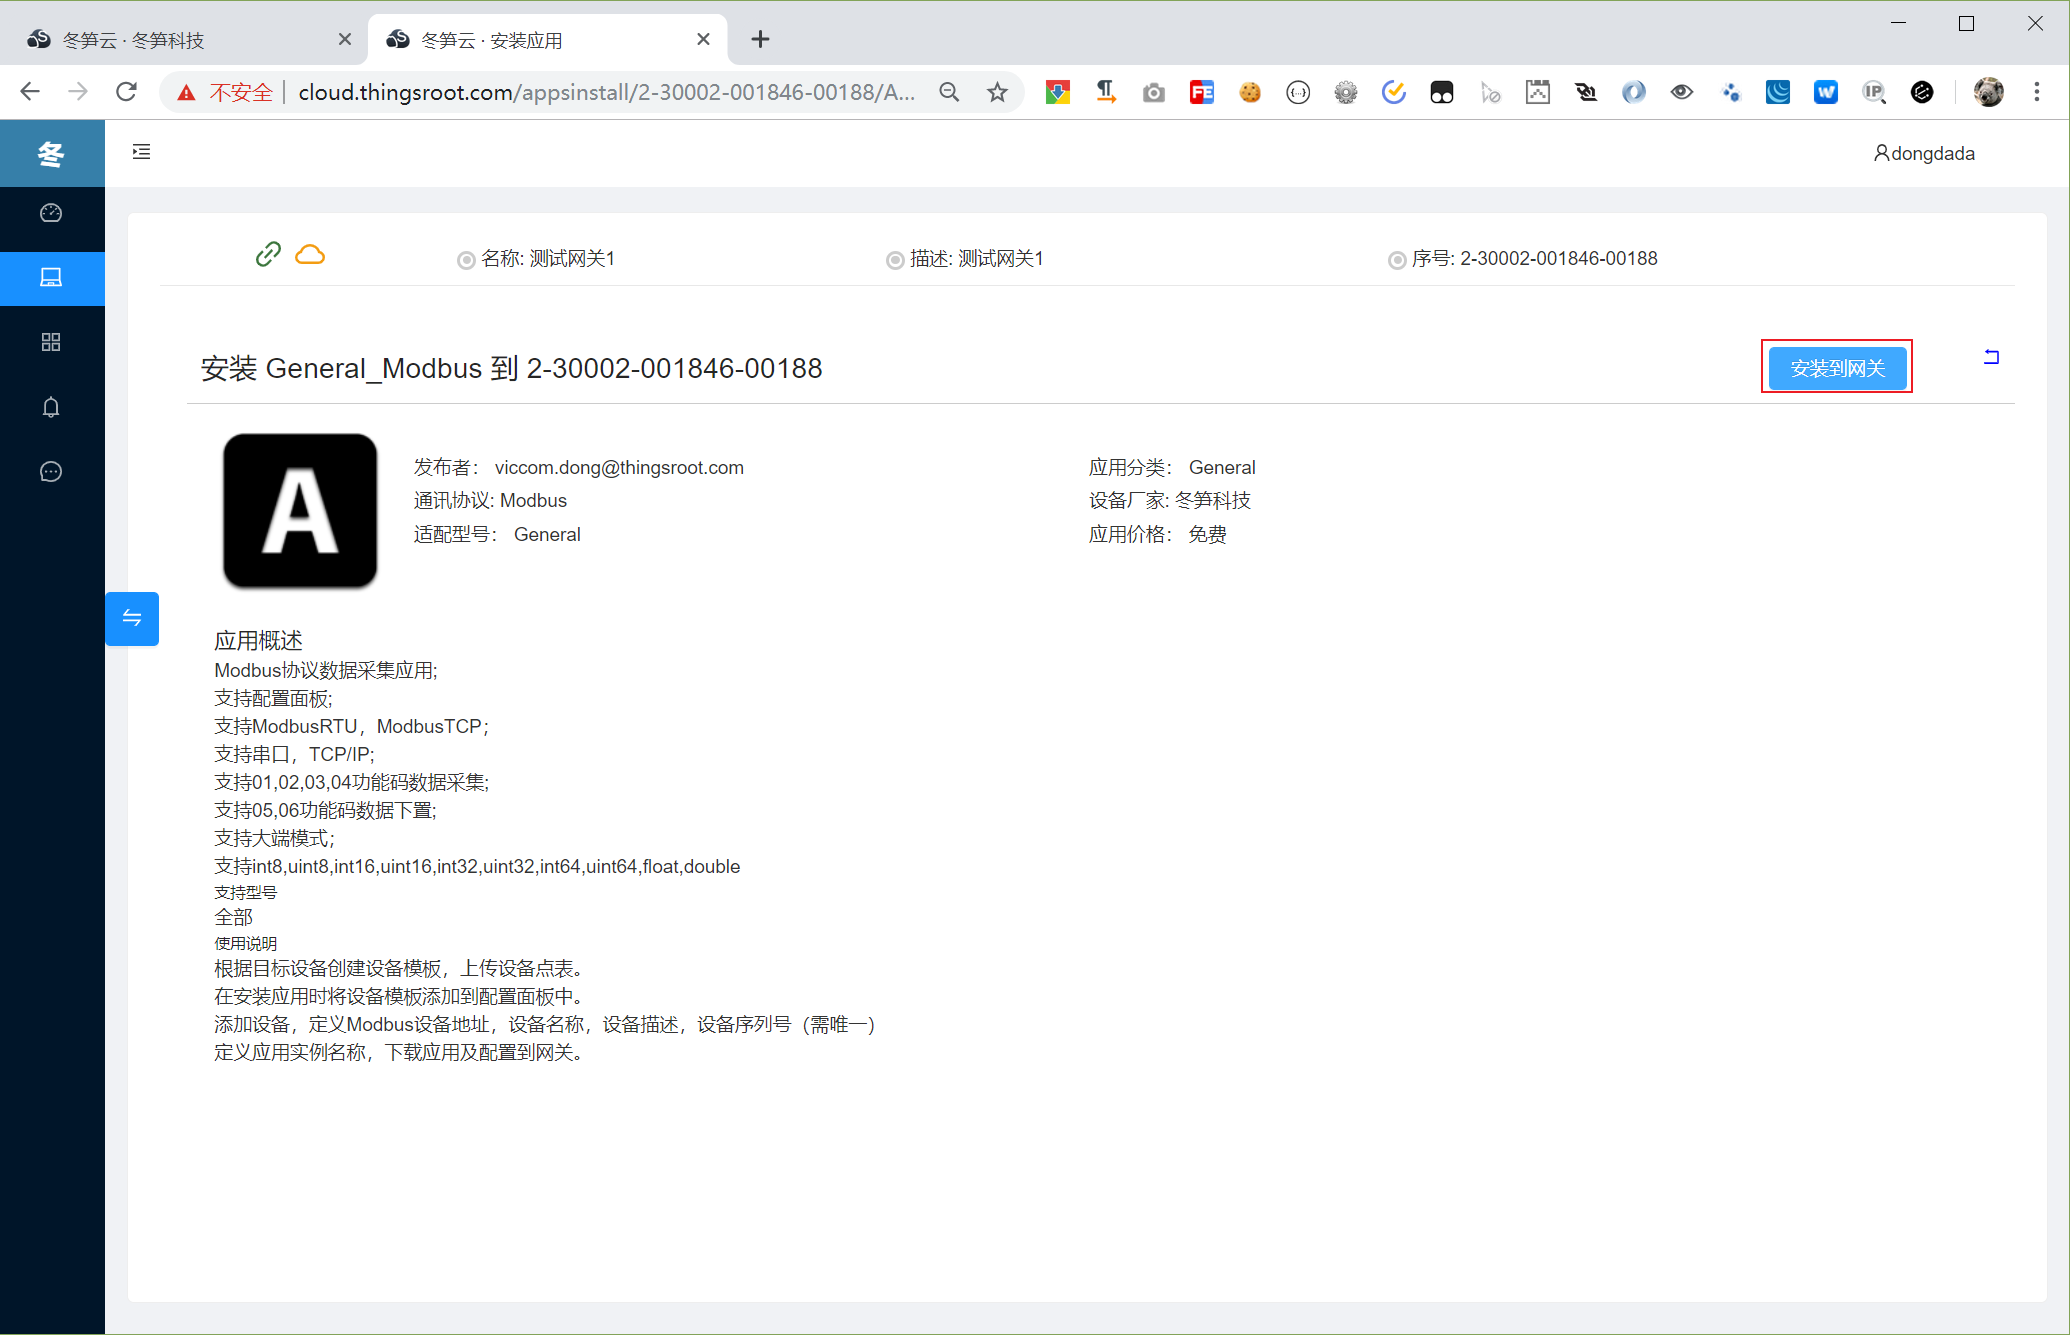 冬笋云 · 冬笋科技
冬笋云 · 安装应用
不安全
cloud.thingsroot.com/appsinstall/2-30002-001846-00188/A...
FE
W
IP
冬
dongdada
名称: 测试网关1
描述: 测试网关1
序号: 2-30002-001846-00188
安装 General_Modbus 到 2-30002-001846-00188
安装到网关
A
发布者： viccom.dong@thingsroot.com
应用分类： General
通讯协议: Modbus
设备厂家: 冬笋科技
适配型号： General
应用价格： 免费
应用概述
Modbus协议数据采集应用;
支持配置面板;
支持ModbusRTU，ModbusTCP；
支持串口，TCP/IP;
支持01,02,03,04功能码数据采集;
支持05,06功能码数据下置;
支持大端模式；
支持int8,uint8,int16,uint16,int32,uint32,int64,uint64,float,double
支持型号
全部
使用说明
根据目标设备创建设备模板，上传设备点表。
在安装应用时将设备模板添加到配置面板中。
添加设备，定义Modbus设备地址，设备名称，设备描述，设备序列号（需唯一）
定义应用实例名称，下载应用及配置到网关。